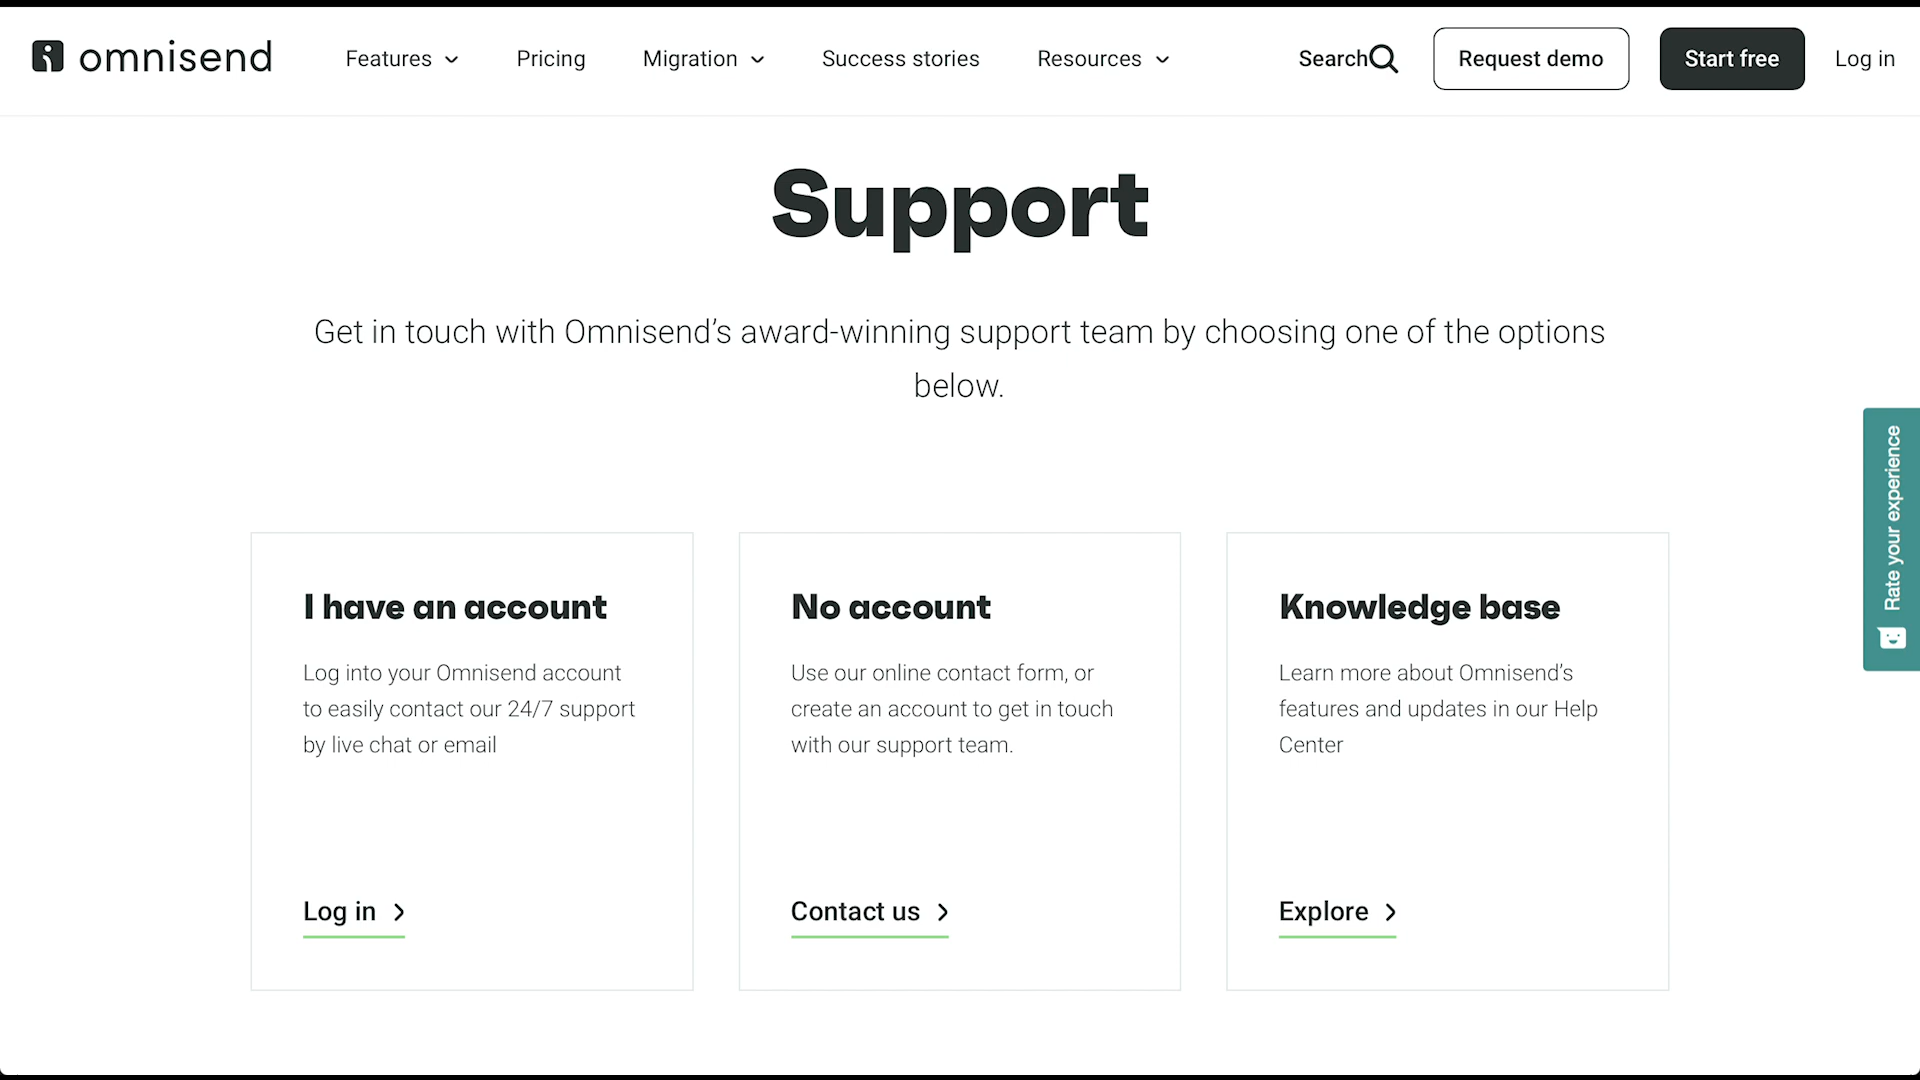 omnisend
Features
Pricing
Migration
Success stories
Resources
Search
Request demo
Start free
Log in
Support
Get in touch with Omnisend’s award-winning support team by choosing one of the options
below.
I have an account
Log into your Omnisend account
to easily contact our 24/7 support
by live chat or email
Log in
No account
Use our online contact form, or
create an account to get in touch
with our support team.
Contact us
Knowledge base
Learn more about Omnisend’s
features and updates in our Help
Center
Explore
Rate your experience